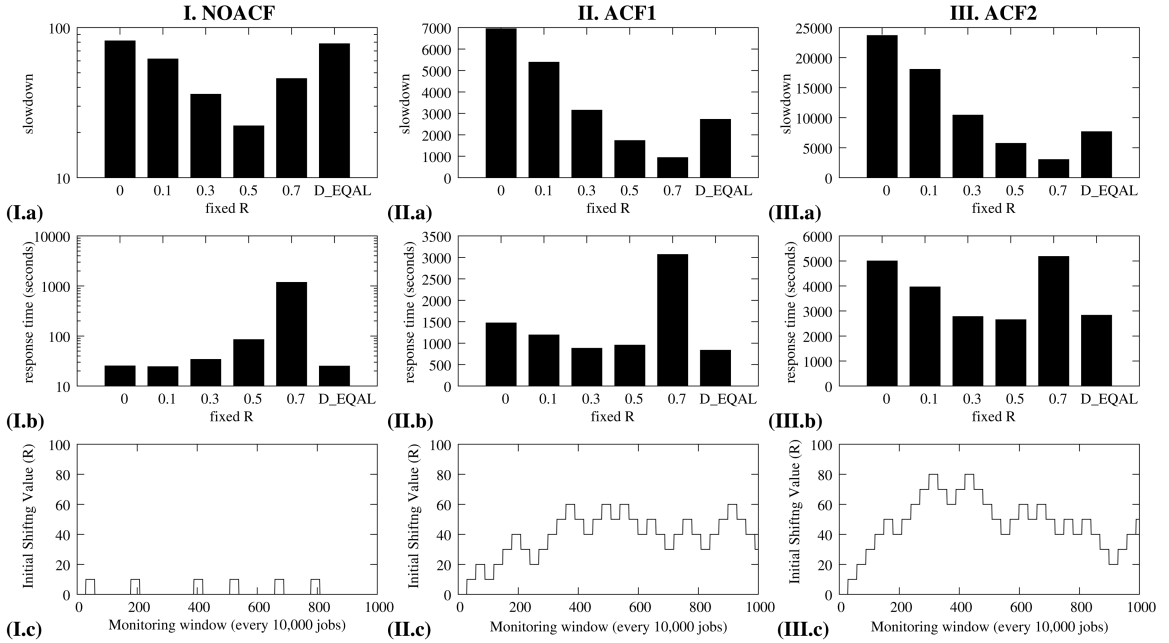 I. NOACF
II. ACF1
III. ACF2
100
10
slowdown
0 0.1 0.3 0.5 0.7 D_EQAL
fixed R
(I.a)
7000
6000
5000
4000
3000
2000
1000
0
slowdown
0 0.1 0.3 0.5 0.7 D_EQAL
fixed R
(II.a)
25000
20000
15000
10000
5000
0
slowdown
0 0.1 0.3 0.5 0.7 D_EQAL
fixed R
(III.a)
10000
1000
100
10
response time (seconds)
0 0.1 0.3 0.5 0.7 D_EQAL
fixed R
(I.b)
3500
3000
2500
2000
1500
1000
500
0
response time (seconds)
0 0.1 0.3 0.5 0.7 D_EQAL
fixed R
(II.b)
6000
5000
4000
3000
2000
1000
0
response time (seconds)
0 0.1 0.3 0.5 0.7 D_EQAL
fixed R
(III.b)
100
80
60
40
20
0
Initial Shiftng Value (R)
0 200 400 600 800 1000
Monitoring window (every 10,000 jobs)
(I.c)
100
80
60
40
20
0
Initial Shiftng Value (R)
0 200 400 600 800 1000
Monitoring window (every 10,000 jobs)
(II.c)
100
80
60
40
20
0
Initial Shiftng Value (R)
0 200 400 600 800 1000
Monitoring window (every 10,000 jobs)
(III.c)